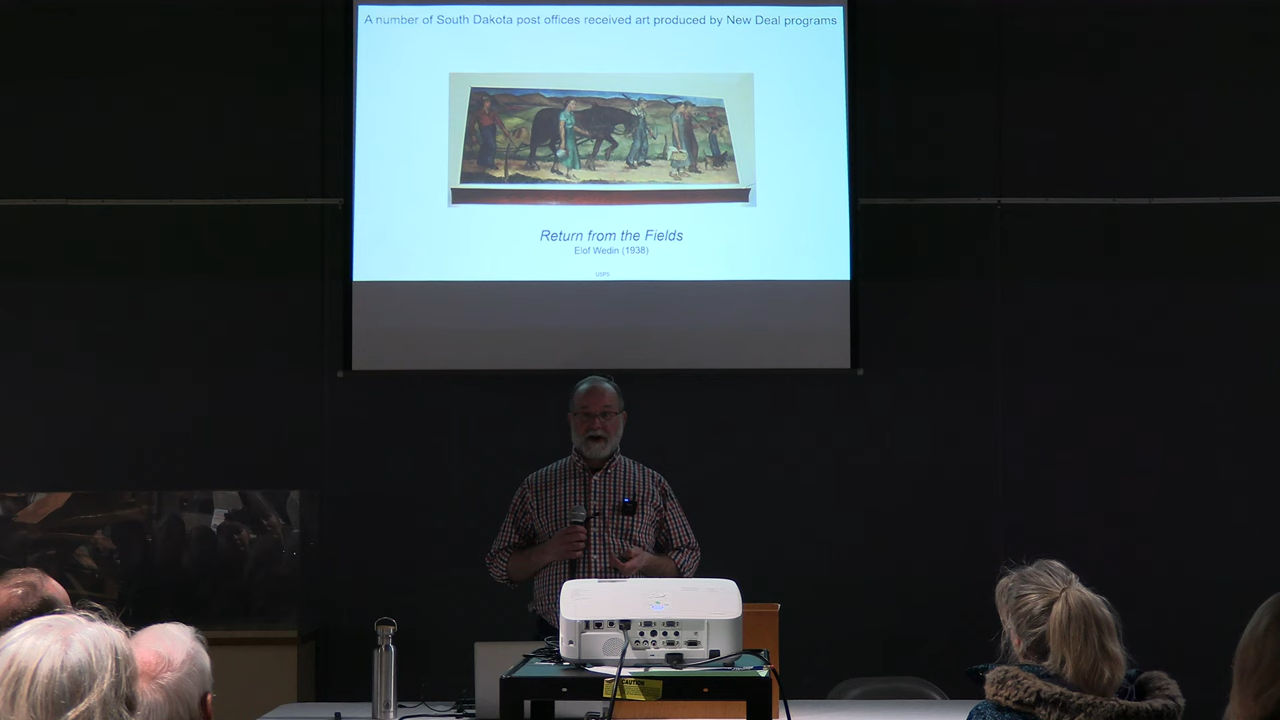 A number of South Dakota post offices received art produced by New Deal programs
Return from the Fields
Elof Wedin (1938)
USPS
CAUTION